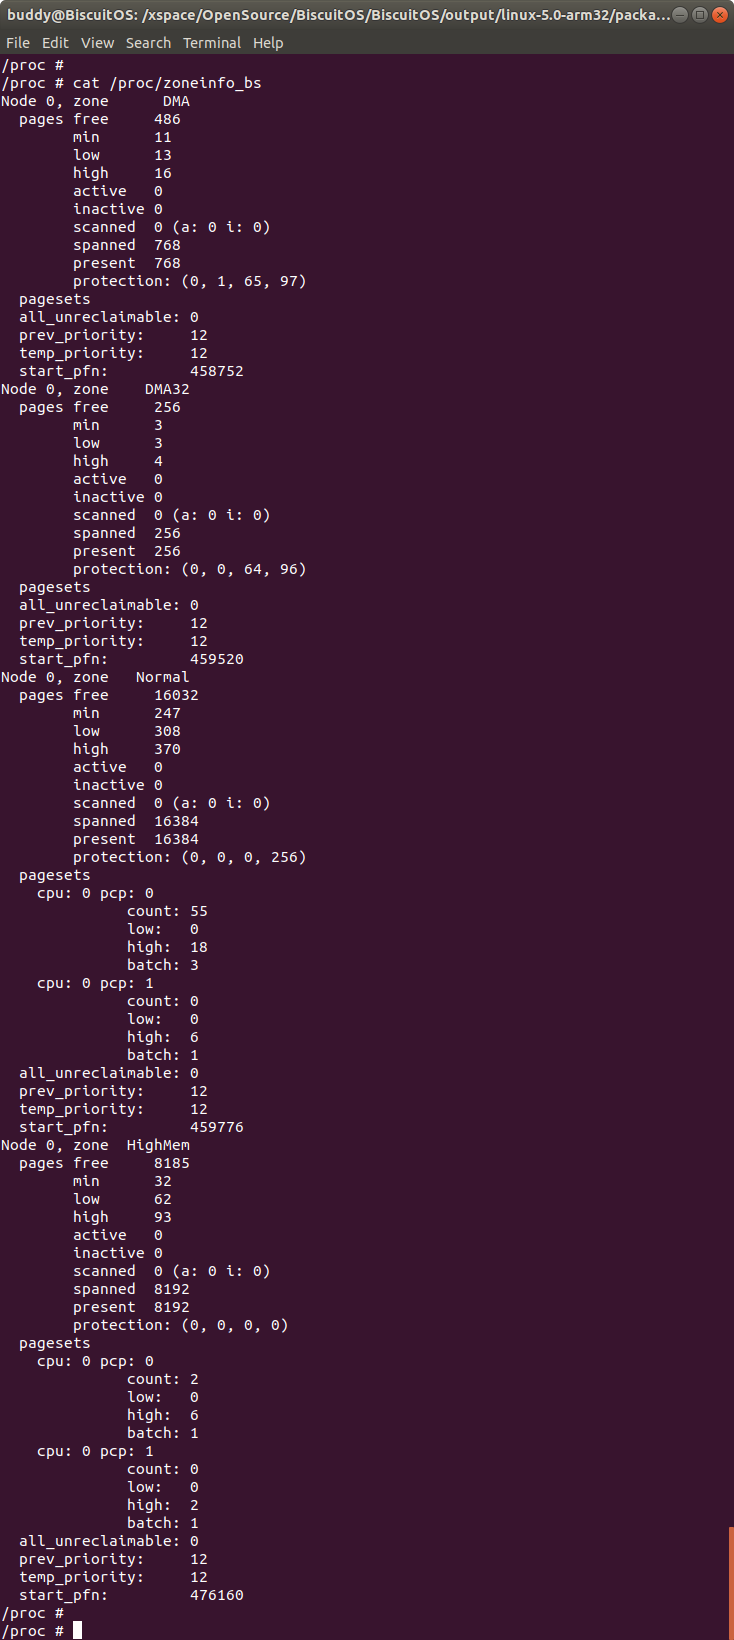 buddy@BiscuitOS: /xspace/OpenSource/BiscuitOS/BiscuitOS/output/linux-5.0-arm32/packa...
File Edit View Search Terminal Help
/proc #
/proc # cat /proc/zoneinfo_bs
Node 0, zone      DMA
  pages free     486
        min      11
        low      13
        high     16
        active   0
        inactive 0
        scanned  0 (a: 0 i: 0)
        spanned  768
        present  768
        protection: (0, 1, 65, 97)
  pagesets
  all_unreclaimable: 0
  prev_priority:     12
  temp_priority:     12
  start_pfn:         458752
Node 0, zone    DMA32
  pages free     256
        min      3
        low      3
        high     4
        active   0
        inactive 0
        scanned  0 (a: 0 i: 0)
        spanned  256
        present  256
        protection: (0, 0, 64, 96)
  pagesets
  all_unreclaimable: 0
  prev_priority:     12
  temp_priority:     12
  start_pfn:         459520
Node 0, zone   Normal
  pages free     16032
        min      247
        low      308
        high     370
        active   0
        inactive 0
        scanned  0 (a: 0 i: 0)
        spanned  16384
        present  16384
        protection: (0, 0, 0, 256)
  pagesets
    cpu: 0 pcp: 0
              count: 55
              low:   0
              high:  18
              batch: 3
    cpu: 0 pcp: 1
              count: 0
              low:   0
              high:  6
              batch: 1
  all_unreclaimable: 0
  prev_priority:     12
  temp_priority:     12
  start_pfn:         459776
Node 0, zone  HighMem
  pages free     8185
        min      32
        low      62
        high     93
        active   0
        inactive 0
        scanned  0 (a: 0 i: 0)
        spanned  8192
        present  8192
        protection: (0, 0, 0, 0)
  pagesets
    cpu: 0 pcp: 0
              count: 2
              low:   0
              high:  6
              batch: 1
    cpu: 0 pcp: 1
              count: 0
              low:   0
              high:  2
              batch: 1
  all_unreclaimable: 0
  prev_priority:     12
  temp_priority:     12
  start_pfn:         476160
/proc #
/proc #